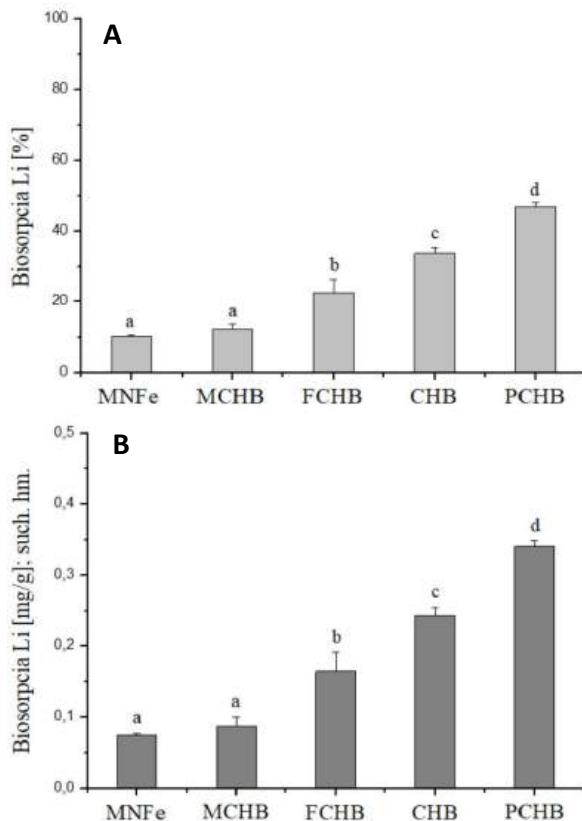 A
Biosorpcia Li [%]
100
80
60
40
20
0
a
a
b
c
d
MNFe
MCHB
FCHB
CHB
PCHB
B
Biosorpcia Li [mg/g]; such. hm.
0,5
0,4
0,3
0,2
0,1
0,0
a
a
b
c
d
MNFe
MCHB
FCHB
CHB
PCHB